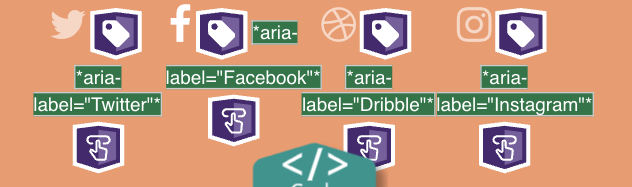 *aria-
*aria-
label="Twitter"*
label="Facebook"*
*aria-
label="Dribble"*
*aria-
label="Instagram"*
</>